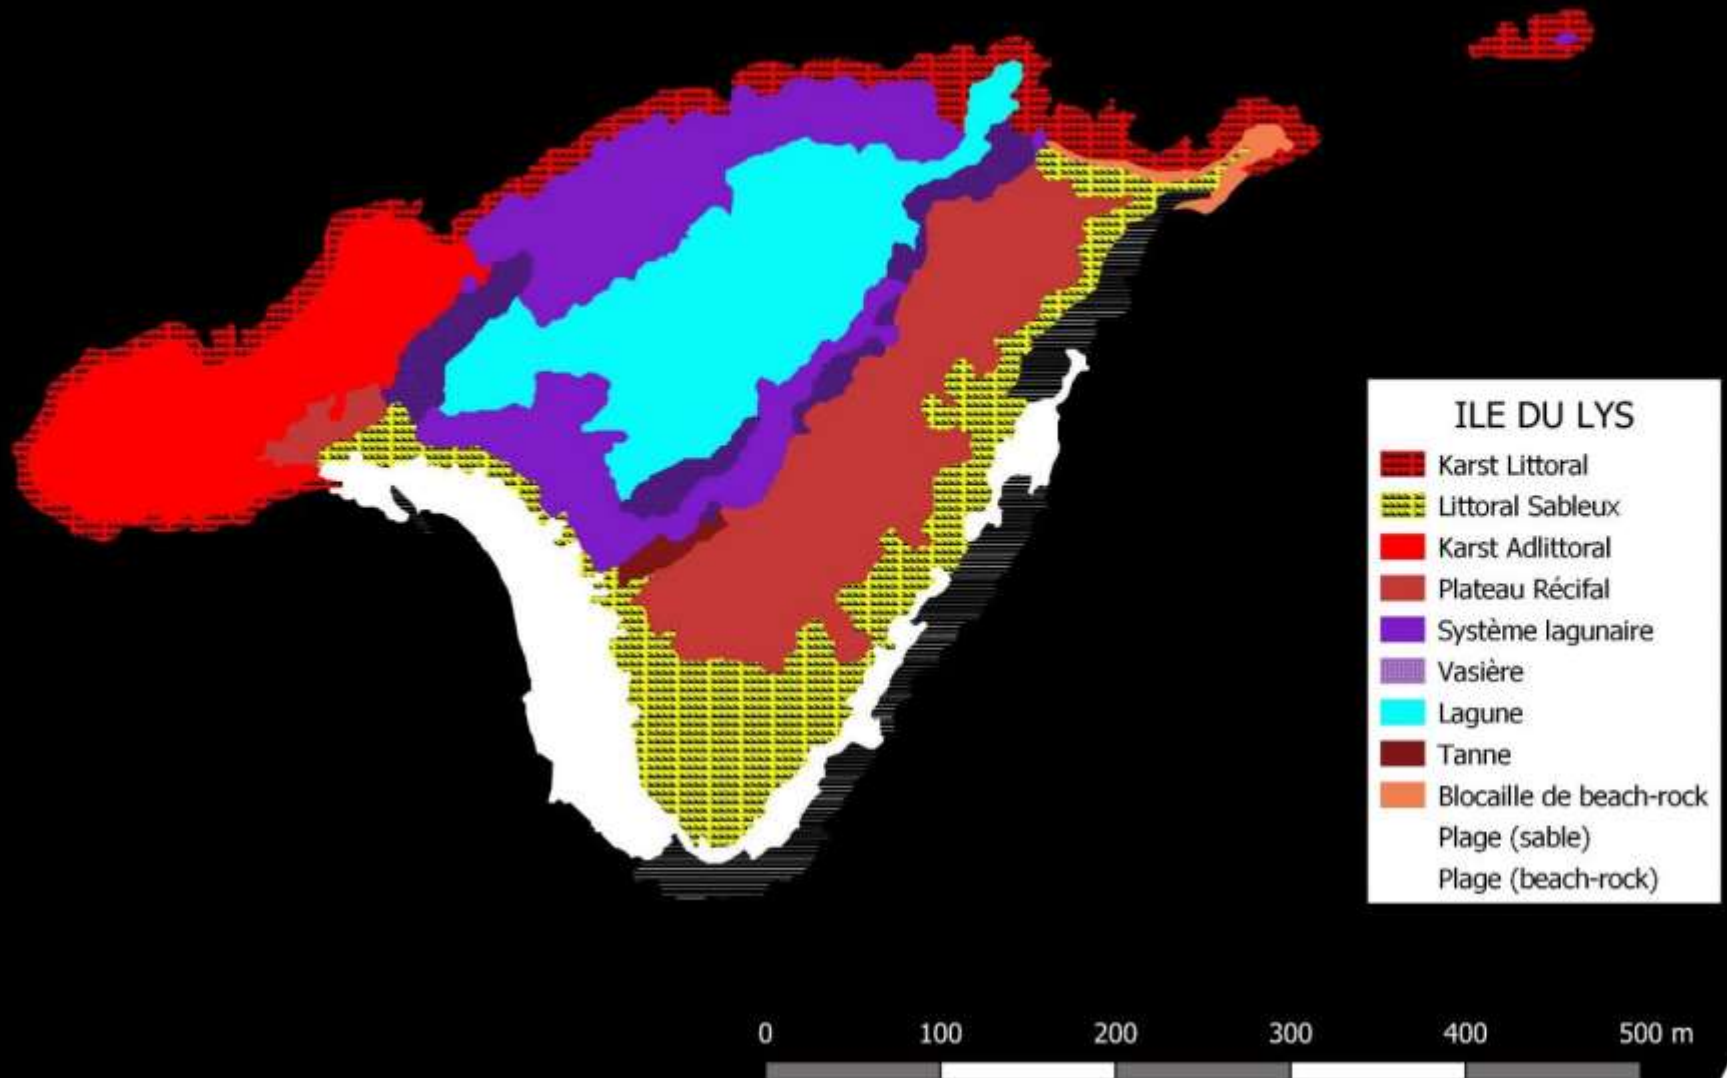 ILE DU LYS
Karst Littoral
Littoral Sableux
Karst Adlittoral
Plateau Récifal
Système lagunaire
Vasière
Lagune
Tanne
Blocaille de beach-rock
Plage (sable)
Plage (beach-rock)
0 100 200 300 400 500 m